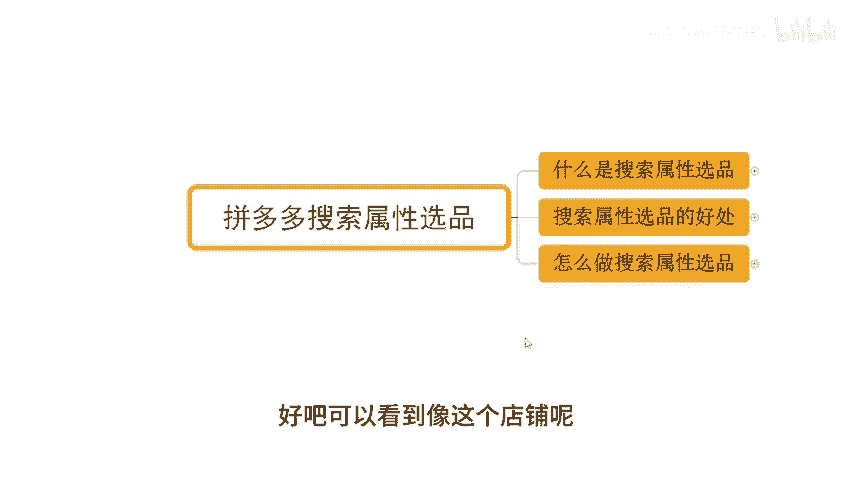 拼多多搜索属性选品
什么是搜索属性选品
搜索属性选品的好处
怎么做搜索属性选品
好吧可以看到像这个店铺呢
bilibili